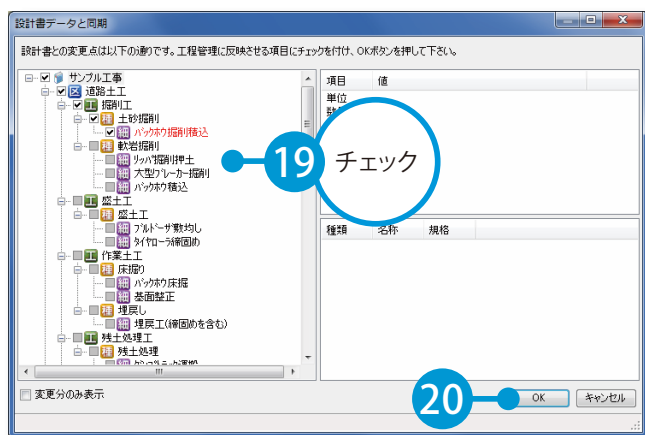 設計書データと同期
設計書との変更点は以下の通りです。工程管理に反映させる項目にチェックを付け、OKボタンを押して下さい。
サンプル工事
道路土工
工 掘削工
種 土砂掘削
細 バックホウ掘削積込
種 軟岩掘削
細 リッパ掘削押土
細 大型ブレーカー掘削
細 バックホウ積込
工 盛土工
種 盛土工
細 ブルドーザ敷均し
細 タイヤローラ締固め
工 作業土工
種 床掘り
細 バックホウ床掘
細 基面整正
種 埋戻し
細 埋戻工(締固めを含む)
工 残土処理工
種 残土処理
項目 値
単位
19 チェック
種類 名称 規格
変更分のみ表示
20
OK キャンセル